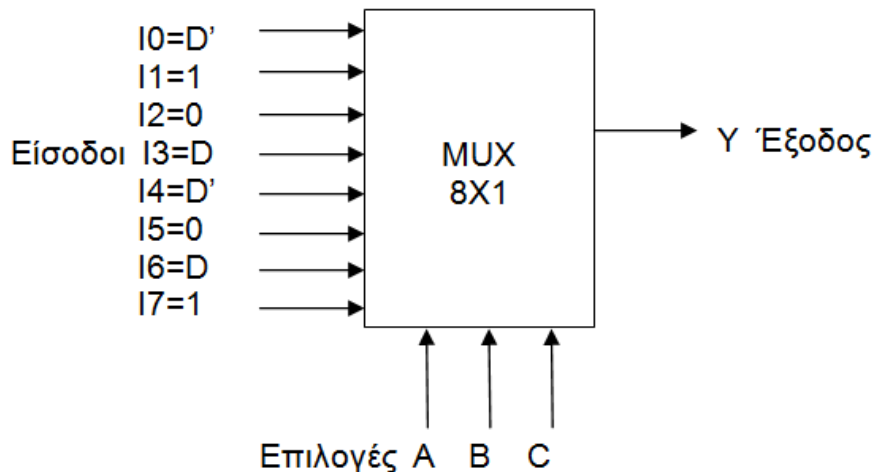 I0=D’
I1=1
I2=0
Είσοδοι I3=D
I4=D’
I5=0
I6=D
I7=1
MUX
8X1
Y Έξοδος
Επιλογές A B C